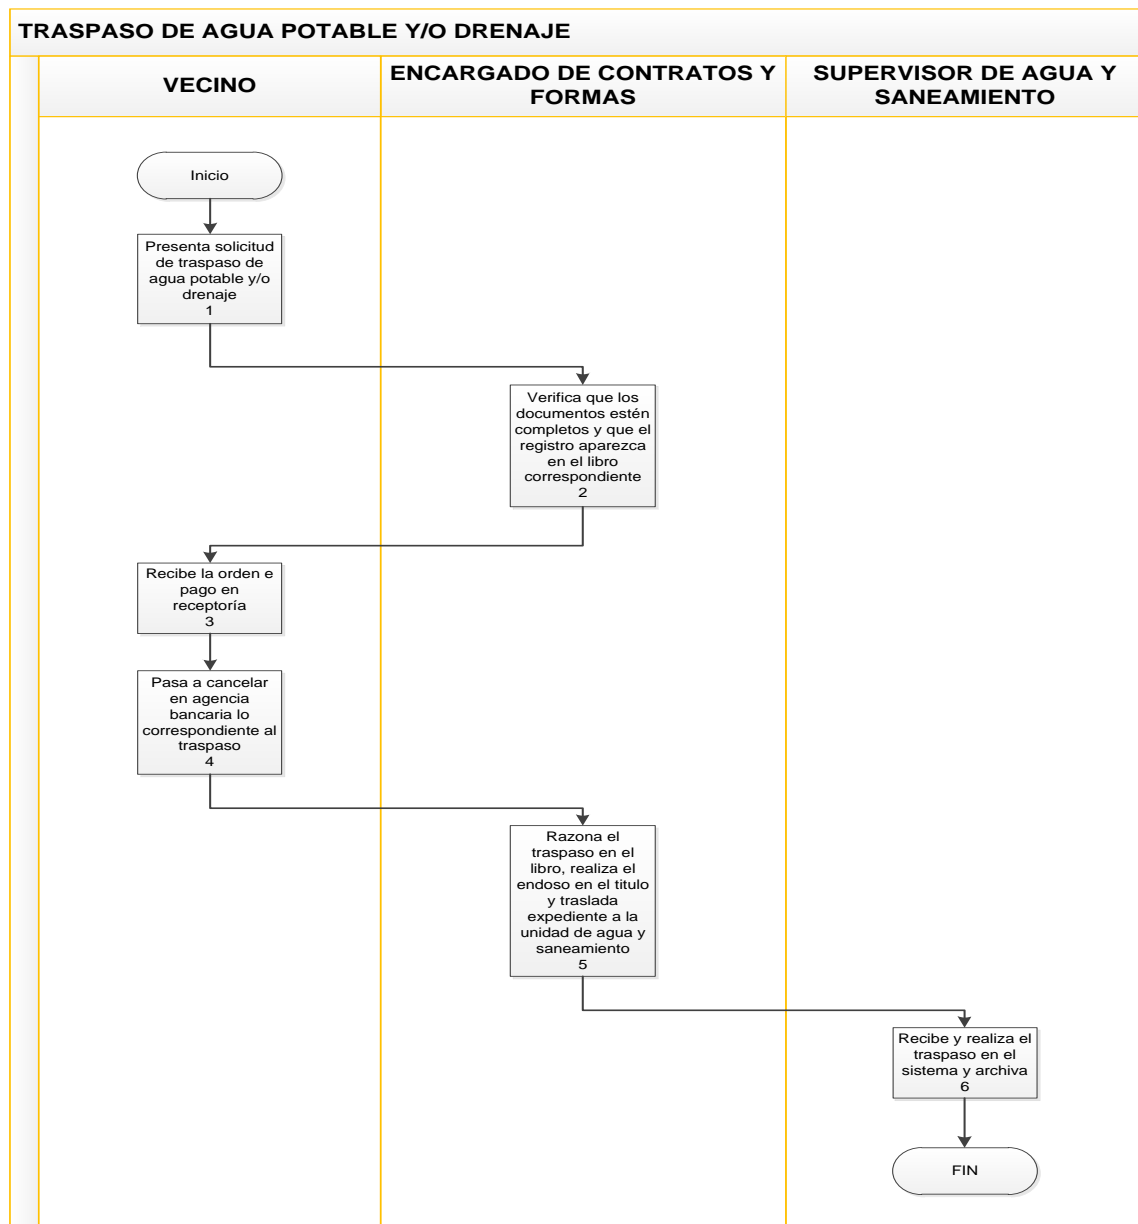 TRASPASO DE AGUA POTABLE Y/O DRENAJE
VECINO
ENCARGADO DE CONTRATOS Y
FORMAS
SUPERVISOR DE AGUA Y
SANEAMIENTO
Inicio
Presenta solicitud
de traspaso de
agua potable y/o
drenaje
1
Verifica que los
documentos estén
completos y que el
registro aparezca
en el libro
correspondiente
2
Recibe la orden e
pago en
receptoría
3
Pasa a cancelar
en agencia
bancaria lo
correspondiente al
traspaso
4
Razona el
traspaso en el
libro, realiza el
endoso en el titulo
y traslada
expediente a la
unidad de agua y
saneamiento
5
Recibe y realiza el
traspaso en el
sistema y archiva
6
FIN